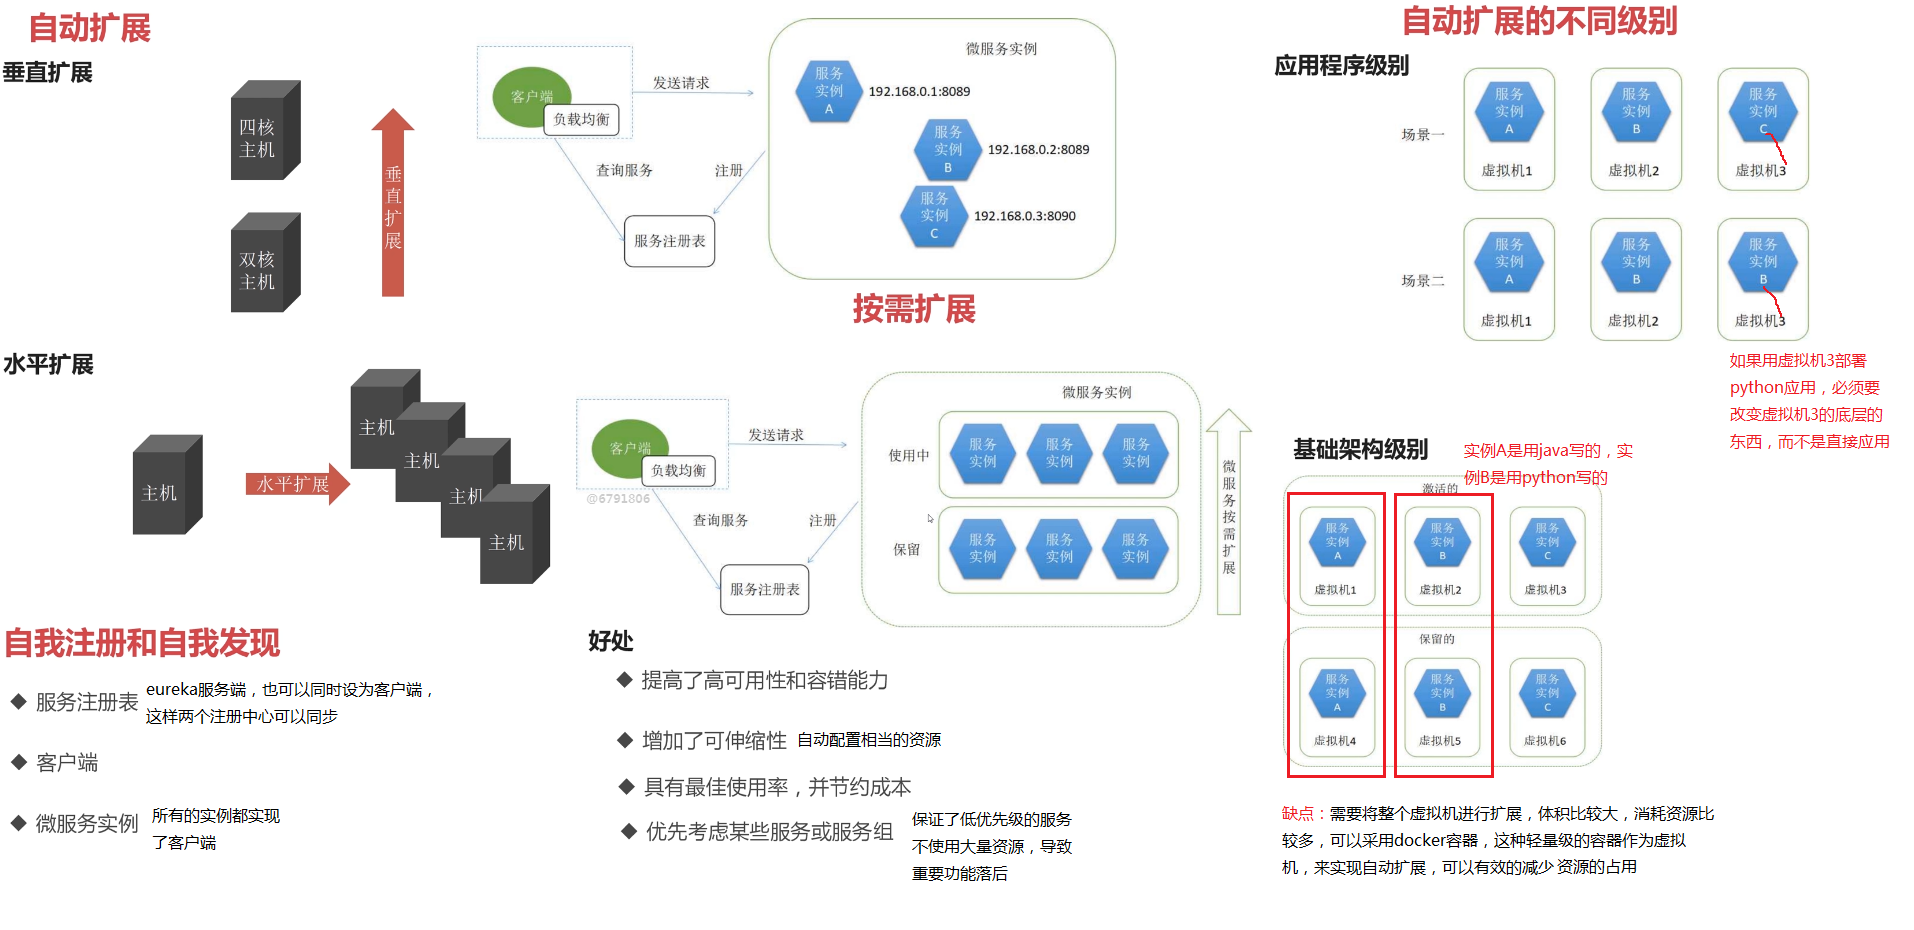 自动扩展
垂直扩展
四核
主机
双核
主机
垂
直
扩
展
水平扩展
主机
水平扩展
主机
主机
主机
主机
自我注册和自我发现
服务注册表
eureka服务端，也可以同时设为客户端，
这样两个注册中心可以同步
客户端
微服务实例
所有的实例都实现
了客户端
客户端
负载均衡
发送请求
查询服务
注册
服务注册表
微服务实例
服务
实例
A
192.168.0.1:8089
服务
实例
B
192.168.0.2:8089
服务
实例
C
192.168.0.3:8090
按需扩展
客户端
负载均衡
@6791806
发送请求
查询服务
注册
服务注册表
微服务实例
使用中
服务
实例
服务
实例
服务
实例
保留
服务
实例
服务
实例
服务
实例
微
服
务
按
需
扩
展
好处
提高了高可用性和容错能力
增加了可伸缩性
自动配置相当的资源
具有最佳使用率，并节约成本
优先考虑某些服务或服务组
保证了低优先级的服务
不使用大量资源，导致
重要功能落后
自动扩展的不同级别
应用程序级别
场景一
服务
实例
A
虚拟机1
服务
实例
B
虚拟机2
服务
实例
C
虚拟机3
场景二
服务
实例
A
虚拟机1
服务
实例
B
虚拟机2
服务
实例
B
虚拟机3
如果用虚拟机3部署
python应用，必须要
改变虚拟机3的底层的
东西，而不是直接应用
基础架构级别
实例A是用java写的，实
例B是用python写的
激活的
服务
实例
A
虚拟机1
服务
实例
B
虚拟机2
服务
实例
C
虚拟机3
保留的
服务
实例
A
虚拟机4
服务
实例
B
虚拟机5
服务
实例
C
虚拟机6
缺点：需要将整个虚拟机进行扩展，体积比较大，消耗资源比
较多，可以采用docker容器，这种轻量级的容器作为虚拟
机，来实现自动扩展，可以有效的减少资源的占用